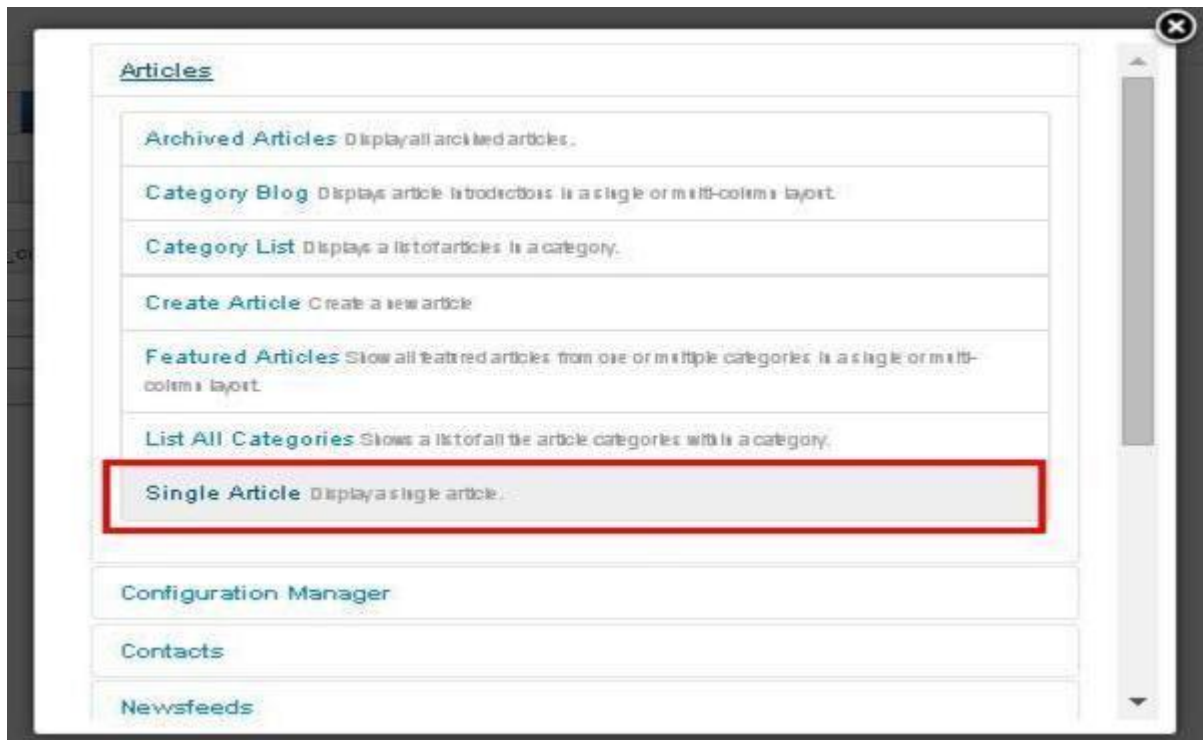 Articles
Archived Articles Display all archived articles.
Category Blog Displays article introductions in a single or multi-column layout.
Category List Displays a list of articles in a category.
Create Article Create a new article
Featured Articles Show all featured articles from one or multiple categories in a single or multi-
column layout.
List All Categories Shows a list of all the article categories within a category.
Single Article Display a single article.
Configuration Manager
Contacts
Newsfeeds